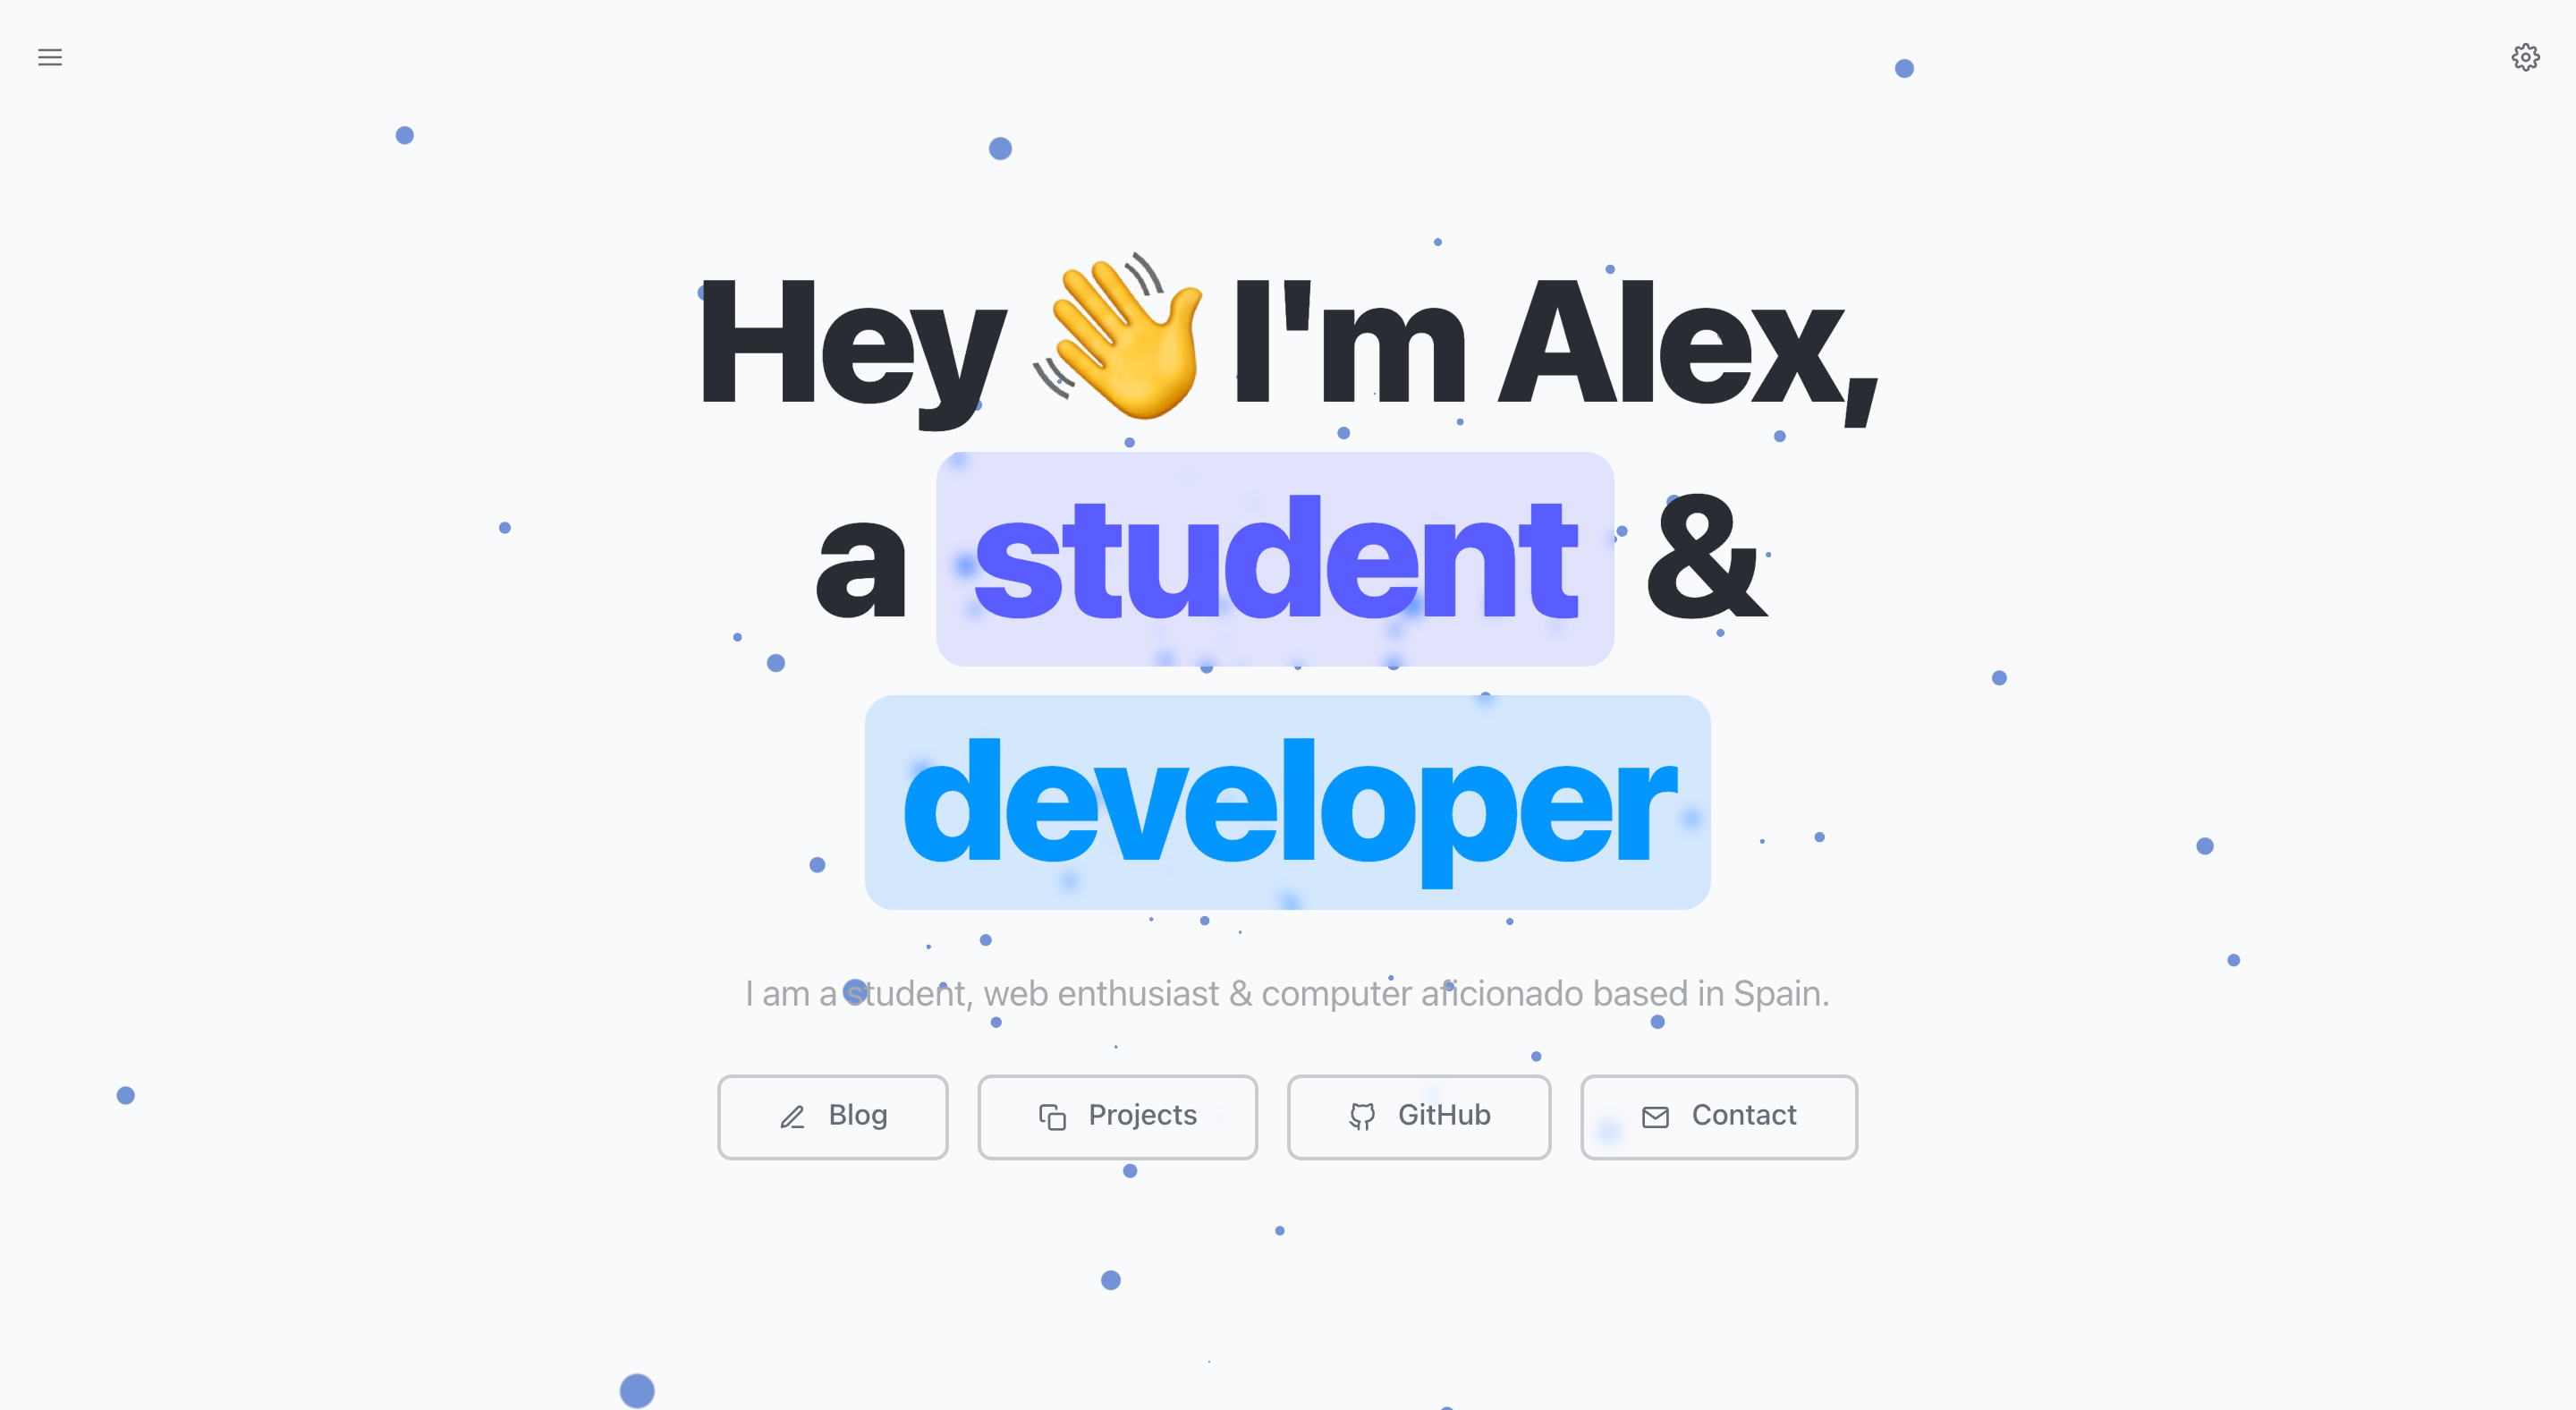 Hey 👋 I'm Alex,
a student &
developer
I am a student, web enthusiast & computer aficionado based in Spain.
Blog Projects GitHub Contact